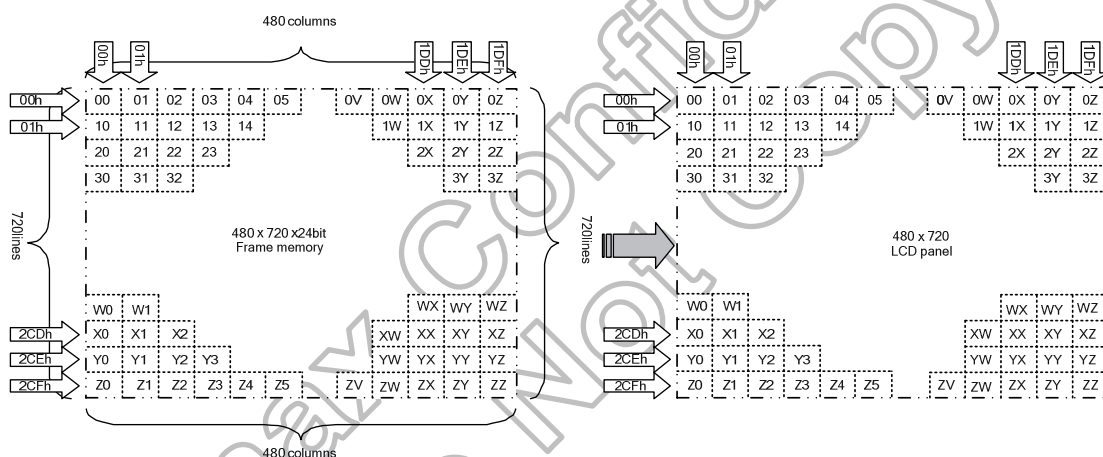 480 columns
00h 01h 1DDh 1DEh 1DFh 00h 01h 1DDh 1DEh 1DFh
00h 00 01 02 03 04 05 0V 0W 0X 0Y 0Z 00h 00 01 02 03 04 05 0V 0W 0X 0Y 0Z
01h 10 11 12 13 14 1W 1X 1Y 1Z 01h 10 11 12 13 14 1W 1X 1Y 1Z
20 21 22 23 2X 2Y 2Z 20 21 22 23 2X 2Y 2Z
30 31 32 3Y 3Z 30 31 32 3Y 3Z
720lines 480 x 720 x24bit 720lines 480 x 720
Frame memory LCD panel
W0 W1 WX WY WZ W0 W1 WX WY WZ
2CDh X0 X1 X2 XW XX XY XZ 2CDh X0 X1 X2 XW XX XY XZ
2CEh Y0 Y1 Y2 Y3 YW YX YY YZ 2CEh Y0 Y1 Y2 Y3 YW YX YY YZ
2CFh Z0 Z1 Z2 Z3 Z4 Z5 ZV ZW ZX ZY ZZ 2CFh Z0 Z1 Z2 Z3 Z4 Z5 ZV ZW ZX ZY ZZ
480 columns